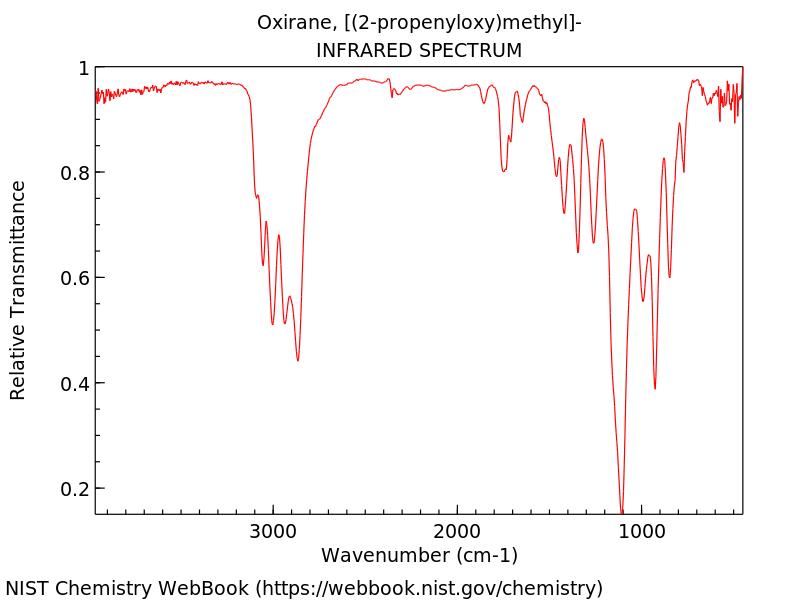 Oxirane, [(2-propenyloxy)methyl]-
INFRARED SPECTRUM
1
0.8
0.6
0.4
0.2
Relative Transmittance
3000 2000 1000
Wavenumber (cm-1)
NIST Chemistry WebBook (https://webbook.nist.gov/chemistry)